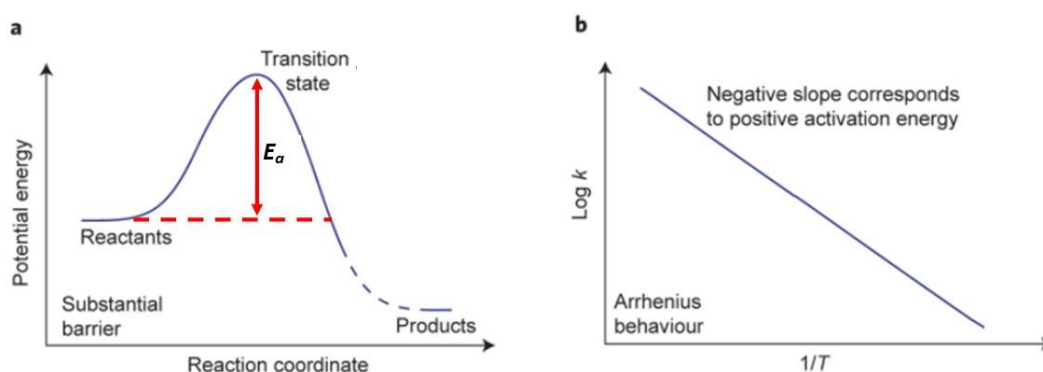 a
Transition
state
Potential energy
Eₐ
Reactants
Substantial
barrier
Products
Reaction coordinate
b
Negative slope corresponds
to positive activation energy
Log k
Arrhenius
behaviour
1/T